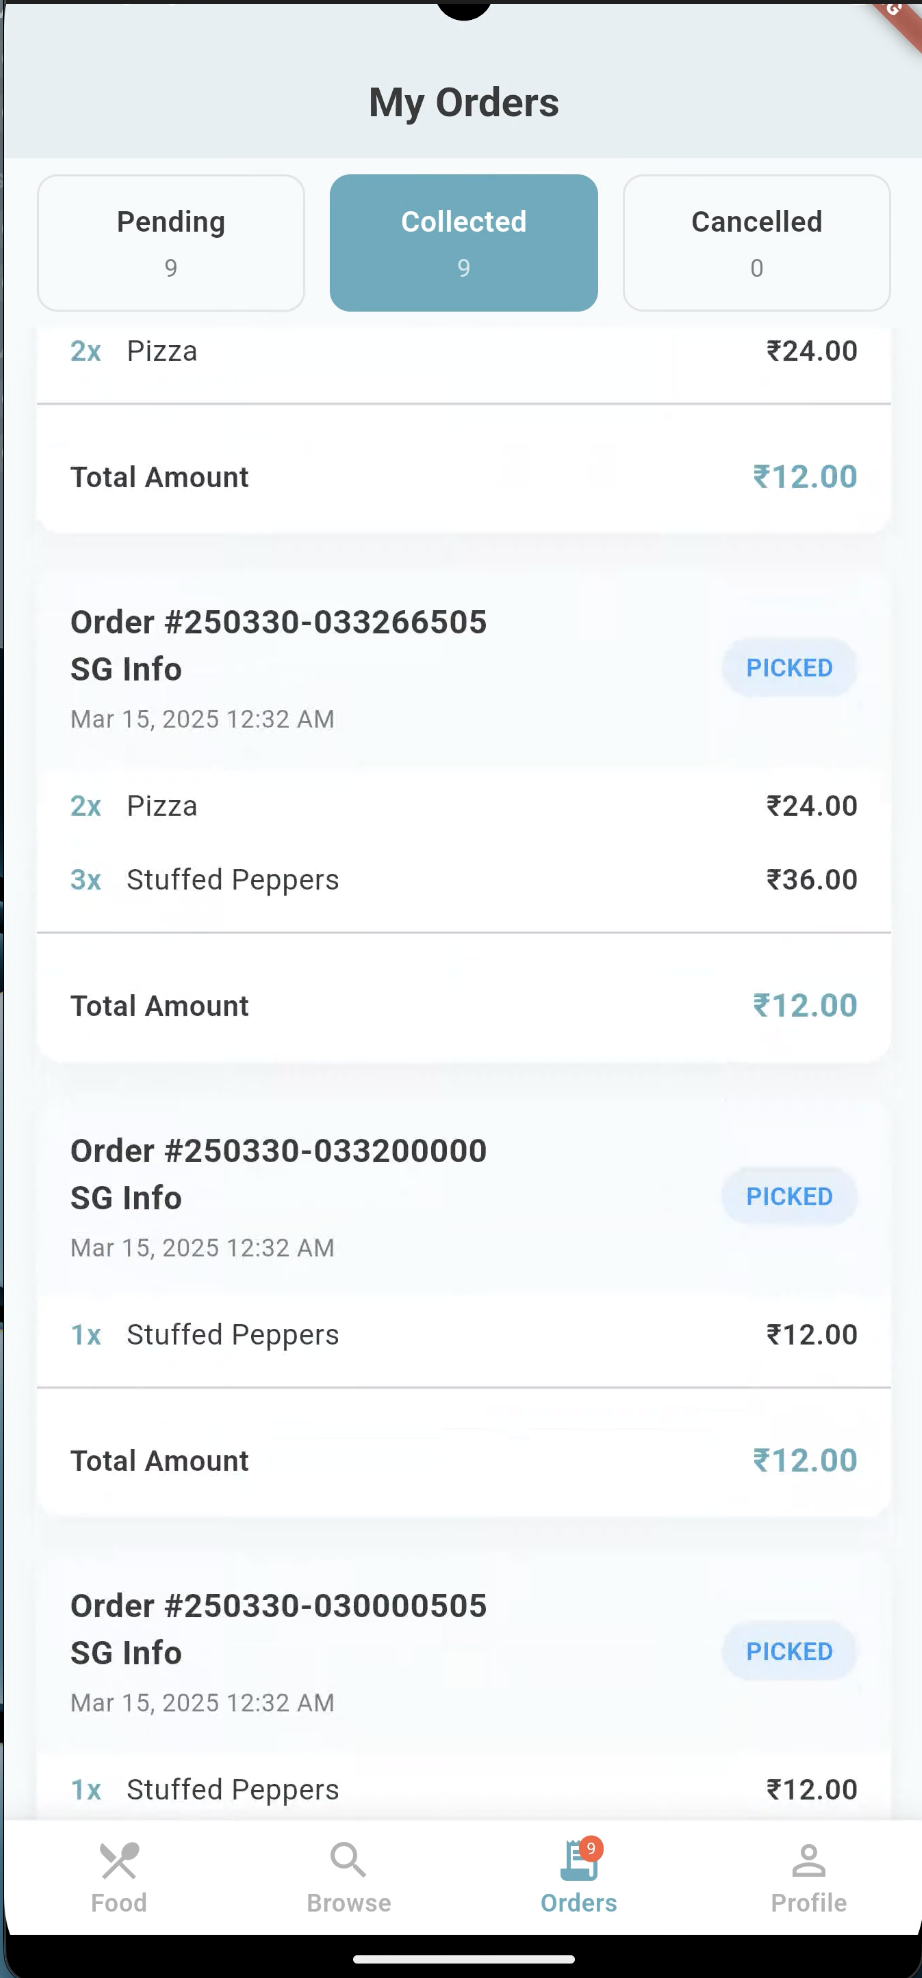 G
My Orders
Pending
9
Collected
9
Cancelled
0
2x Pizza ₹24.00
Total Amount ₹12.00
Order #250330-033266505
SG Info
PICKED
Mar 15, 2025 12:32 AM
2x Pizza ₹24.00
3x Stuffed Peppers ₹36.00
Total Amount ₹12.00
Order #250330-033200000
SG Info
PICKED
Mar 15, 2025 12:32 AM
1x Stuffed Peppers ₹12.00
Total Amount ₹12.00
Order #250330-030000505
SG Info
PICKED
Mar 15, 2025 12:32 AM
1x Stuffed Peppers ₹12.00
9
Food Browse Orders Profile